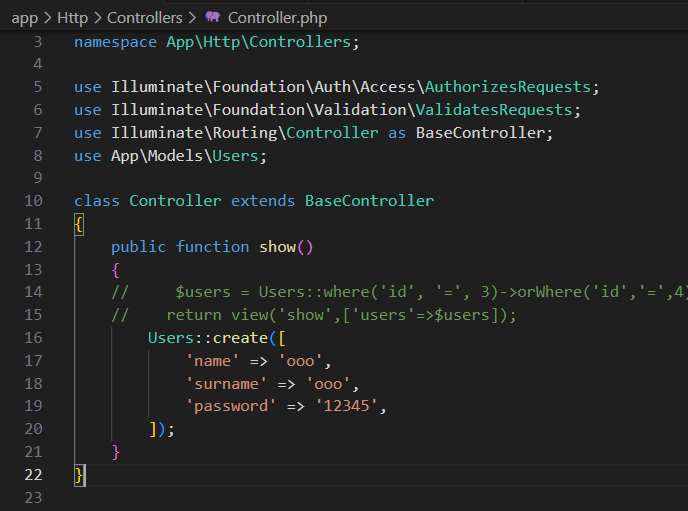 app > Http > Controllers > Controller.php
3 namespace App\Http\Controllers;
4
5 use Illuminate\Foundation\Auth\Access\AuthorizesRequests;
6 use Illuminate\Foundation\Validation\ValidatesRequests;
7 use Illuminate\Routing\Controller as BaseController;
8 use App\Models\Users;
9
10 class Controller extends BaseController
11 {
12     public function show()
13     {
14     //     $users = Users::where('id', '=', 3)->orWhere('id','=',4)
15     //    return view('show',['users'=>$users]);
16         Users::create([
17             'name' => 'ooo',
18             'surname' => 'ooo',
19             'password' => '12345',
20         ]);
21     }
22 }
23